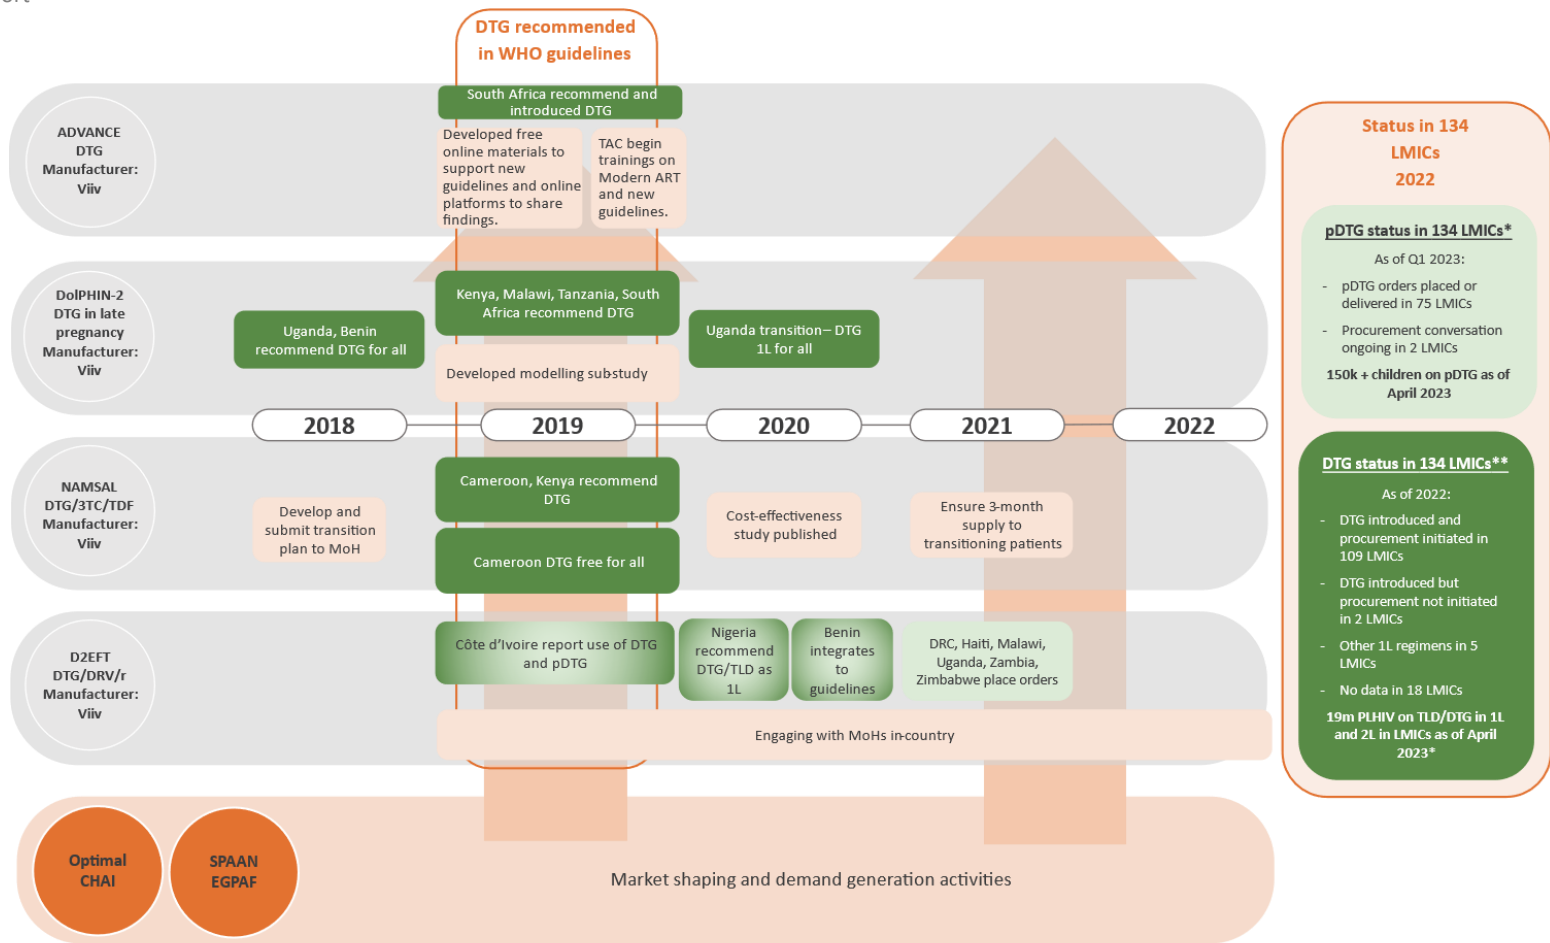 DTG recommended
in WHO guidelines
ADVANCE
DTG
Manufacturer:
Viiv
South Africa recommend and
introduced DTG
Developed free
online materials to
support new
guidelines and online
platforms to share
findings.
TAC begin
trainings on
Modern ART
and new
guidelines.
DolPHIN-2
DTG in late
pregnancy
Manufacturer:
Viiv
Uganda, Benin
recommend DTG for all
Kenya, Malawi, Tanzania, South
Africa recommend DTG
Developed modelling sub-study
Uganda transition– DTG
1L for all
2018
2019
2020
2021
2022
NAMSAL
DTG/3TC/TDF
Manufacturer:
Viiv
Develop and
submit transition
plan to MoH
Cameroon, Kenya recommend
DTG
Cameroon DTG free for all
Cost-effectiveness
study published
Ensure 3-month
supply to
transitioning patients
D2EFT
DTG/DRV/r
Manufacturer:
Viiv
Côte d'Ivoire report use of DTG
and pDTG
Nigeria
recommend
DTG/TLD as
1L
Benin
integrates
to
guidelines
DRC, Haiti, Malawi,
Uganda, Zambia,
Zimbabwe place orders
Engaging with MoHs in-country
Optimal
CHAI
SPAAN
EGPAF
Market shaping and demand generation activities
Status in 134
LMICs
2022
pDTG status in 134 LMICs*
As of Q1 2023:
- pDTG orders placed or
delivered in 75 LMICs
- Procurement conversation
ongoing in 2 LMICs
150k + children on pDTG as of
April 2023
DTG status in 134 LMICs**
As of 2022:
- DTG introduced and
procurement initiated in
109 LMICs
- DTG introduced but
procurement not initiated
in 2 LMICs
- Other 1L regimens in 5
LMICs
- No data in 18 LMICs
19m PLHIV on TLD/DTG in 1L
and 2L in LMICs as of April
2023*